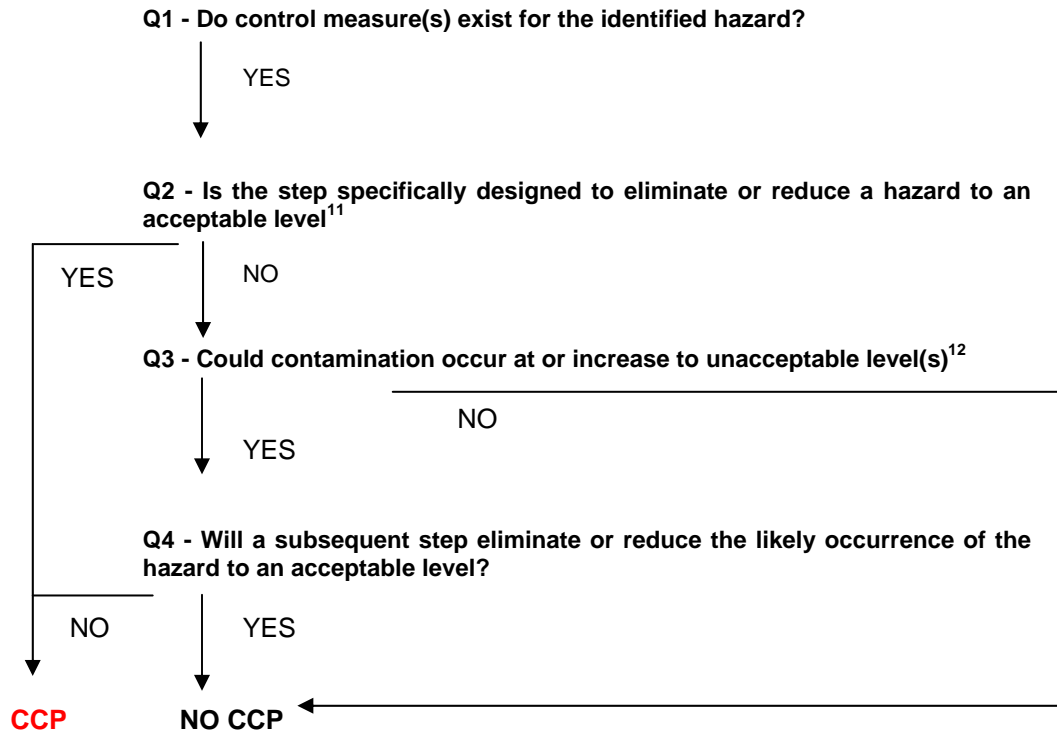 Q1 - Do control measure(s) exist for the identified hazard?
YES
Q2 - Is the step specifically designed to eliminate or reduce a hazard to an
acceptable level11
YES
NO
Q3 - Could contamination occur at or increase to unacceptable level(s)12
NO
YES
Q4 - Will a subsequent step eliminate or reduce the likely occurrence of the
hazard to an acceptable level?
NO
YES
CCP
NO CCP